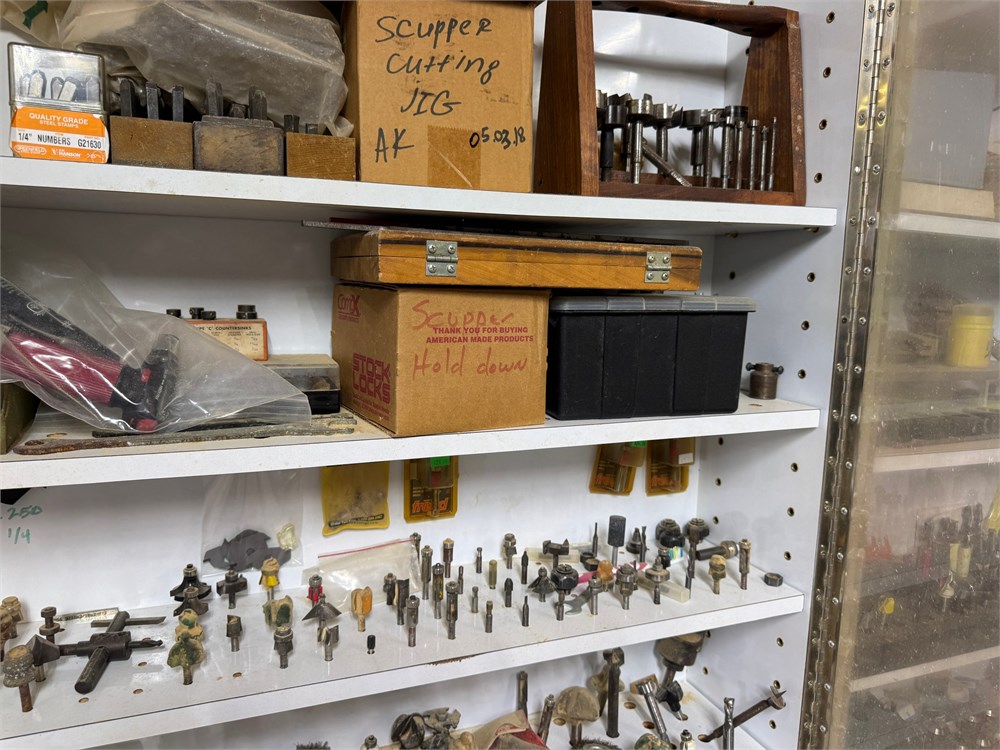 QUALITY GRADE
STEEL STAMPS
1/4" NUMBERS G21630
Scupper
Cutting
JIG
AK 05.03.18
"C" COUNTERSINKS
Scupper
THANK YOU FOR BUYING
AMERICAN MADE PRODUCTS
Hold down
STOCK
LOCKS
.250
1/4